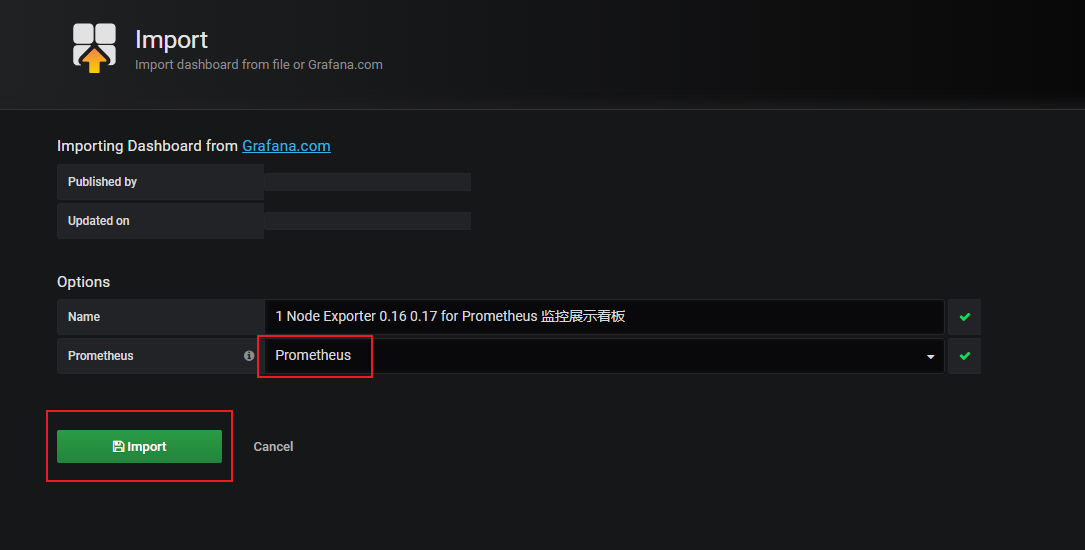 Import
Import dashboard from file or Grafana.com
Importing Dashboard from Grafana.com
Published by
Updated on
Options
Name 1 Node Exporter 0.16 0.17 for Prometheus 监控展示看板
Prometheus Prometheus
Import Cancel